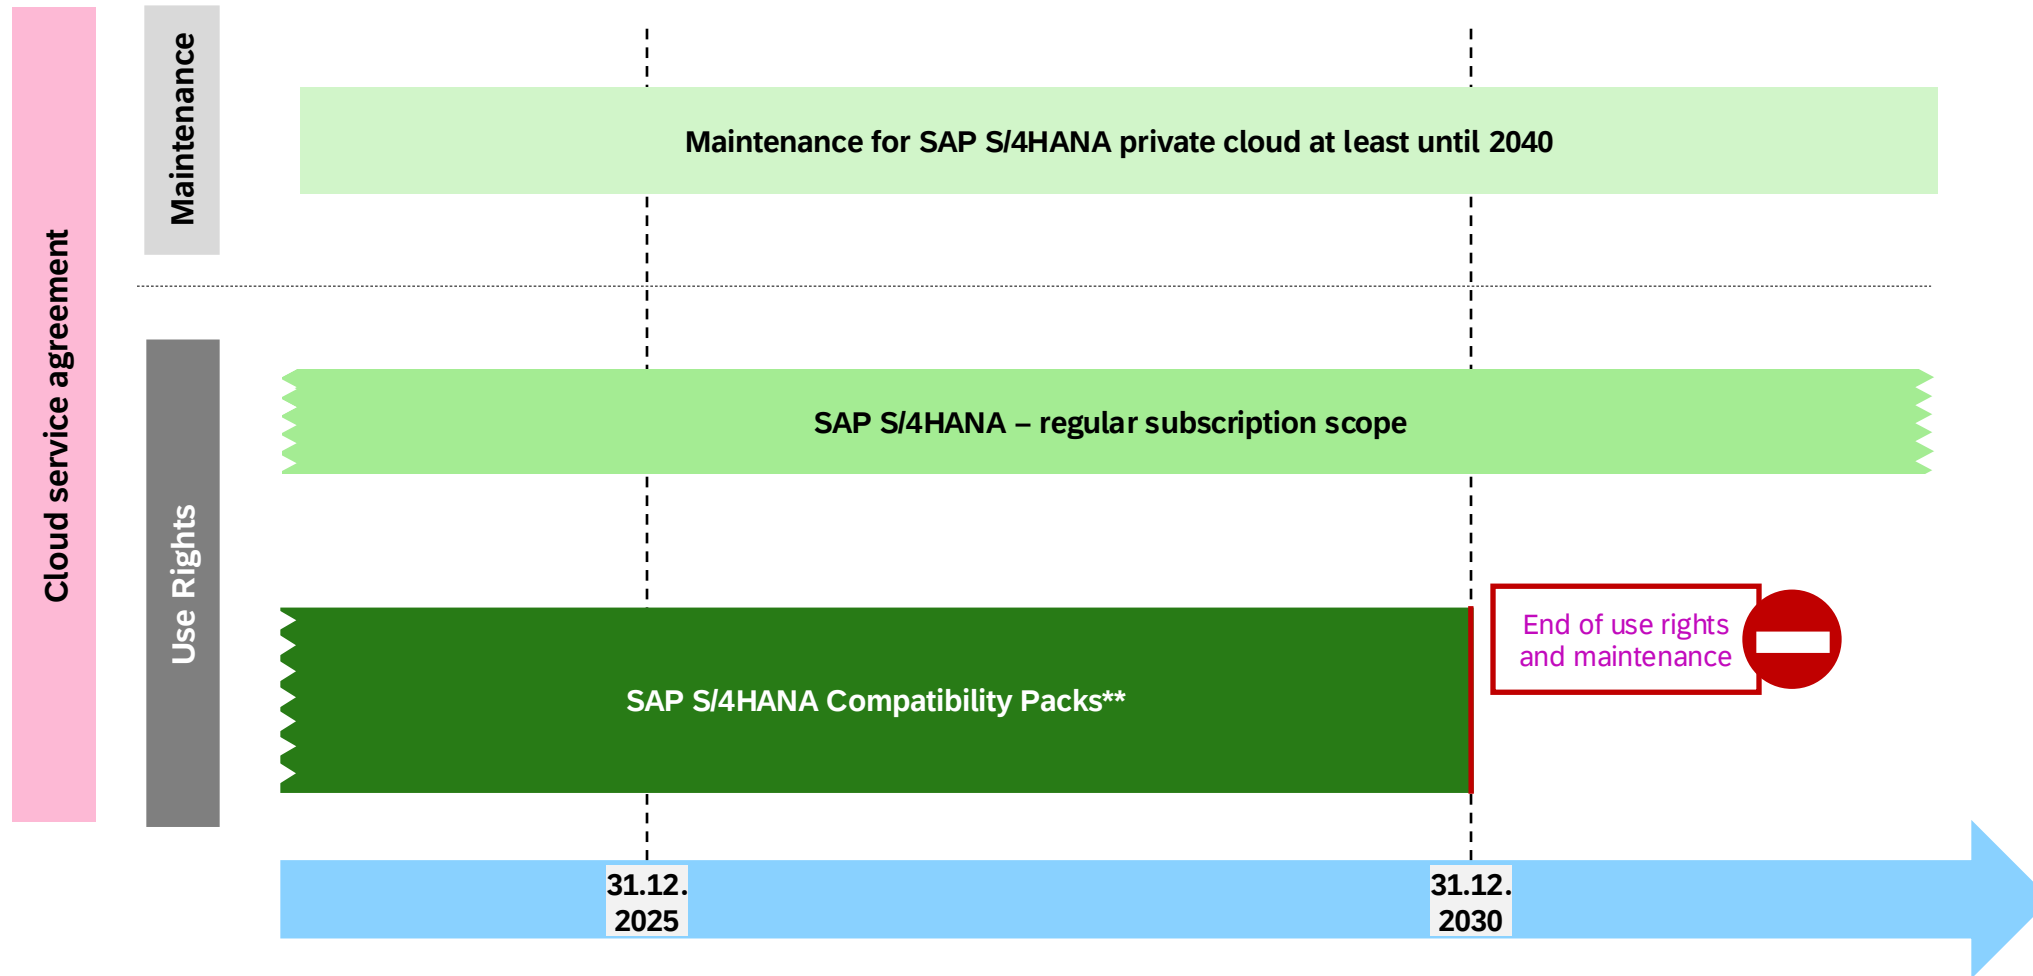 Cloud service agreement
Maintenance
Maintenance for SAP S/4HANA private cloud at least until 2040
Use Rights
SAP S/4HANA – regular subscription scope
SAP S/4HANA Compatibility Packs**
End of use rights
and maintenance
31.12.
2025
31.12.
2030